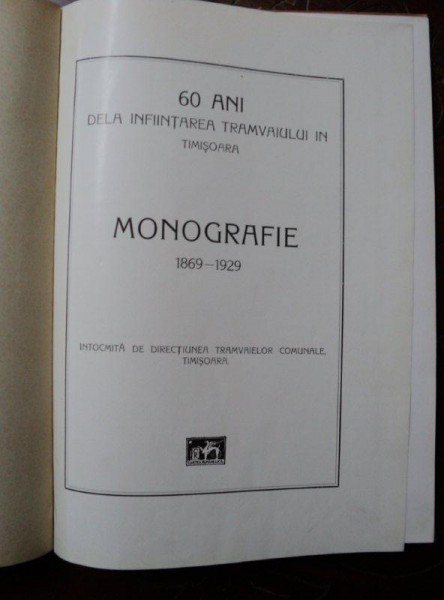 60 ANI
DELA INFIINȚAREA TRAMVAIULUI IN
TIMIȘOARA
MONOGRAFIE
1869—1929
INTOCMITĂ DE DIRECȚIUNEA TRAMVAIELOR COMUNALE,
TIMIȘOARA.